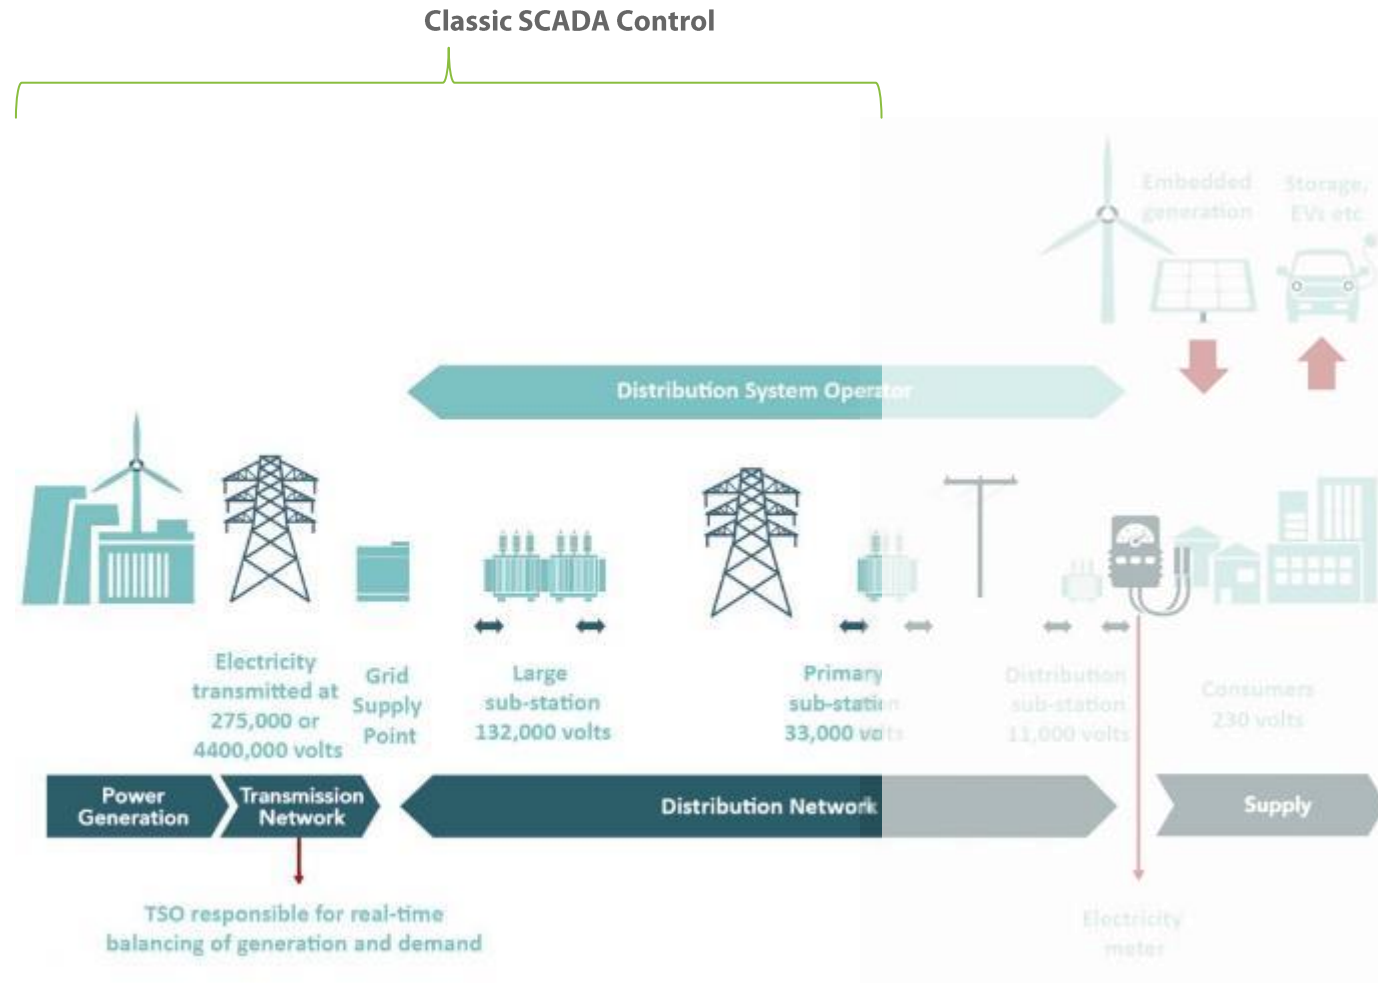 Classic SCADA Control
Embedded
generation
Storage,
EVs etc
Distribution System Operator
Electricity
transmitted at
275,000 or
4400,000 volts
Grid
Supply
Point
Large
sub-station
132,000 volts
Primary
sub-station
33,000 volts
Distribution
sub-station
11,000 volts
Consumers
230 volts
Power
Generation
Transmission
Network
Distribution Network
Supply
TSO responsible for real-time
balancing of generation and demand
Electricity
meter